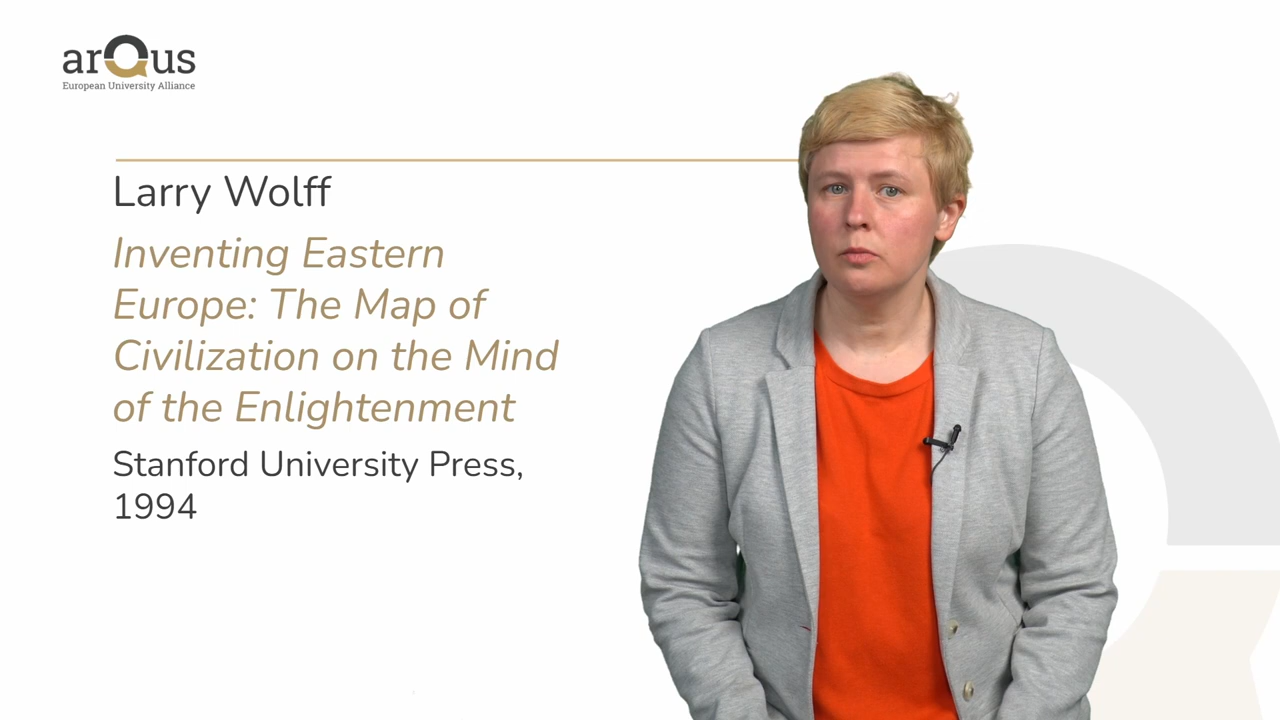 arQus
European University Alliance
Larry Wolff
Inventing Eastern
Europe: The Map of
Civilization on the Mind
of the Enlightenment
Stanford University Press,
1994